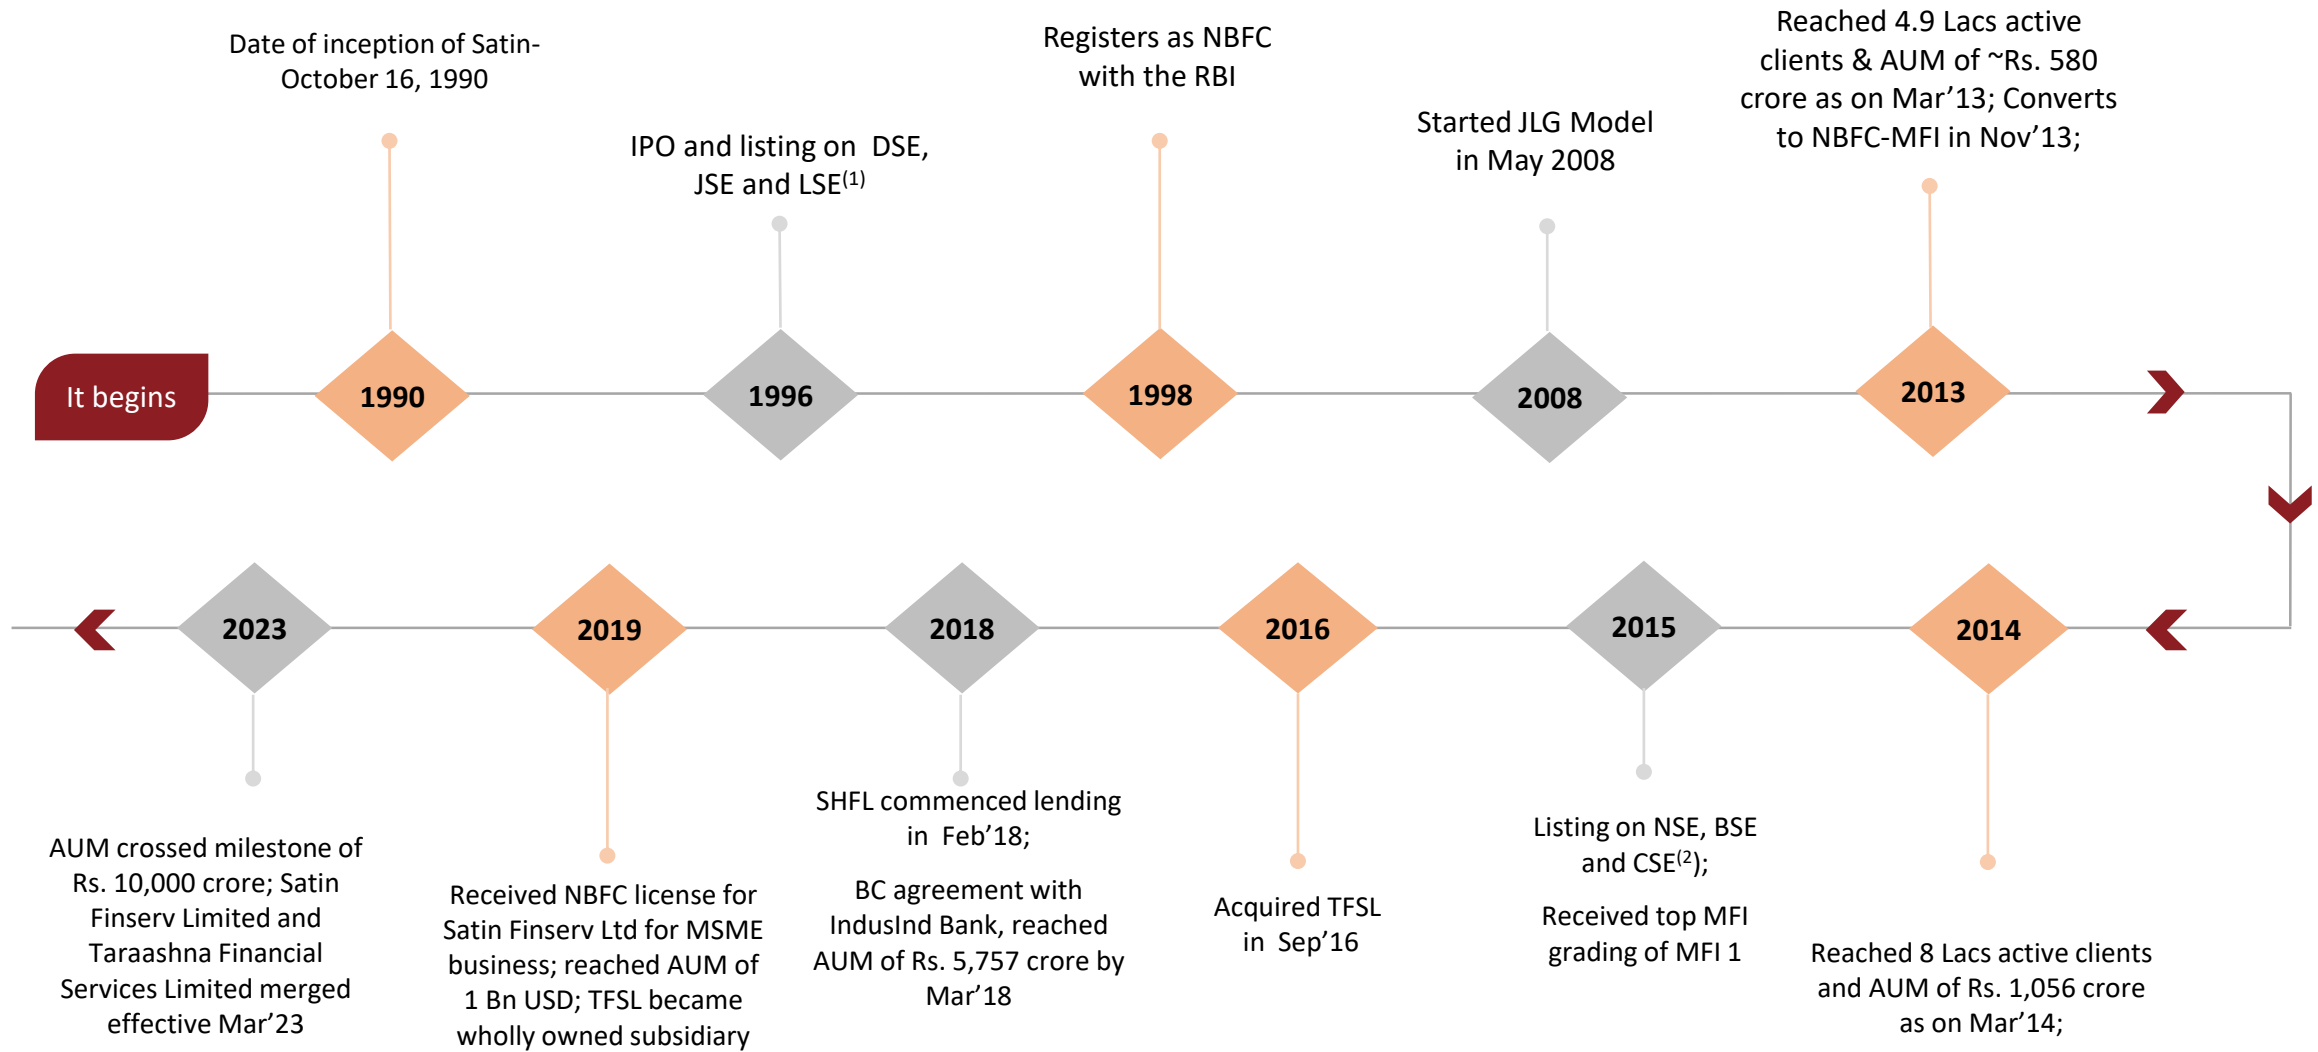 Date of inception of Satin-
October 16, 1990
IPO and listing on DSE,
JSE and LSE(1)
Registers as NBFC
with the RBI
Started JLG Model
in May 2008
Reached 4.9 Lacs active
clients & AUM of ~Rs. 580
crore as on Mar’13; Converts
to NBFC-MFI in Nov’13;
It begins
1990
1996
1998
2008
2013
2023
2019
2018
2016
2015
2014
AUM crossed milestone of
Rs. 10,000 crore; Satin
Finserv Limited and
Taraashna Financial
Services Limited merged
effective Mar’23
Received NBFC license for
Satin Finserv Ltd for MSME
business; reached AUM of
1 Bn USD; TFSL became
wholly owned subsidiary
SHFL commenced lending
in Feb’18;
BC agreement with
IndusInd Bank, reached
AUM of Rs. 5,757 crore by
Mar’18
Acquired TFSL
in Sep’16
Listing on NSE, BSE
and CSE(2);
Received top MFI
grading of MFI 1
Reached 8 Lacs active clients
and AUM of Rs. 1,056 crore
as on Mar’14;